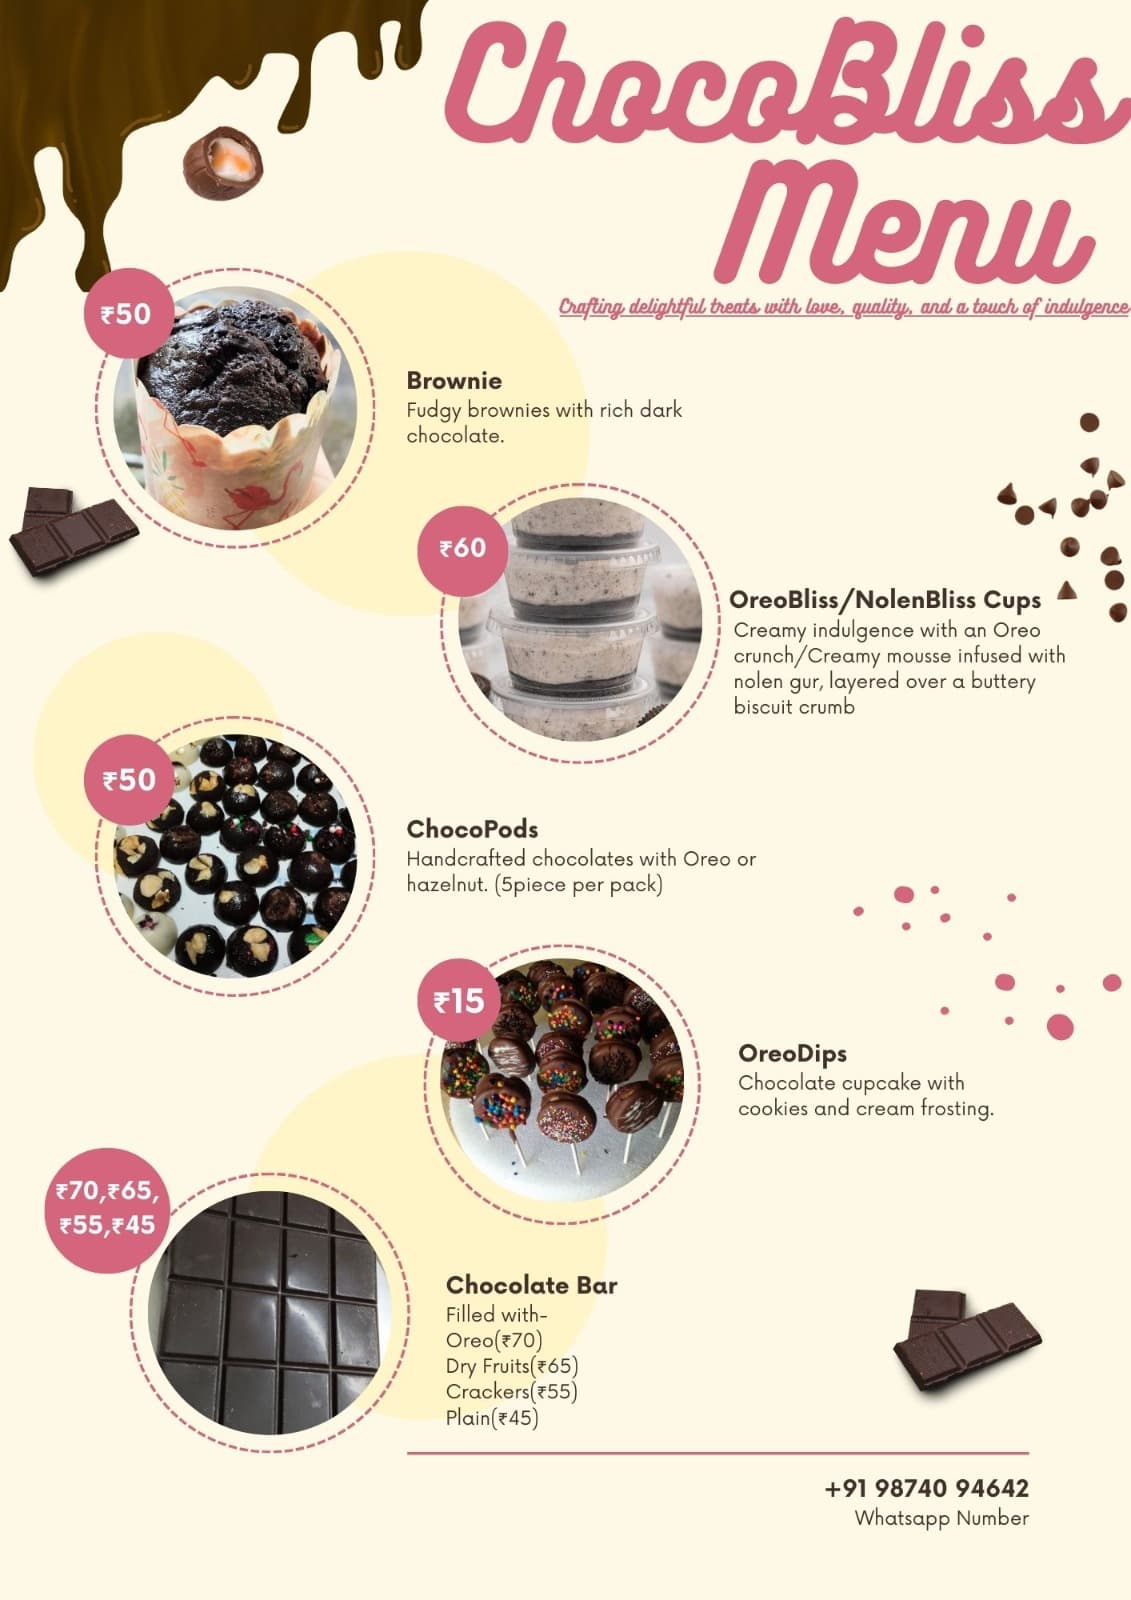 ChocoBliss
Menu
Crafting delightful treats with love, quality, and a touch of indulgence
₹50
Brownie
Fudgy brownies with rich dark
chocolate.
₹60
OreoBliss/NolenBliss Cups
Creamy indulgence with an Oreo
crunch/Creamy mousse infused with
nolen gur, layered over a buttery
biscuit crumb
₹50
ChocoPods
Handcrafted chocolates with Oreo or
hazelnut. (5piece per pack)
₹15
OreoDips
Chocolate cupcake with
cookies and cream frosting.
₹70,₹65,
₹55,₹45
Chocolate Bar
Filled with-
Oreo(₹70)
Dry Fruits(₹65)
Crackers(₹55)
Plain(₹45)
+91 98740 94642
Whatsapp Number